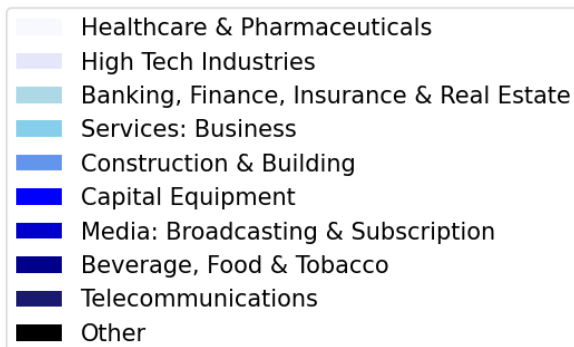 Healthcare & Pharmaceuticals
High Tech Industries
Banking, Finance, Insurance & Real Estate
Services: Business
Construction & Building
Capital Equipment
Media: Broadcasting & Subscription
Beverage, Food & Tobacco
Telecommunications
Other